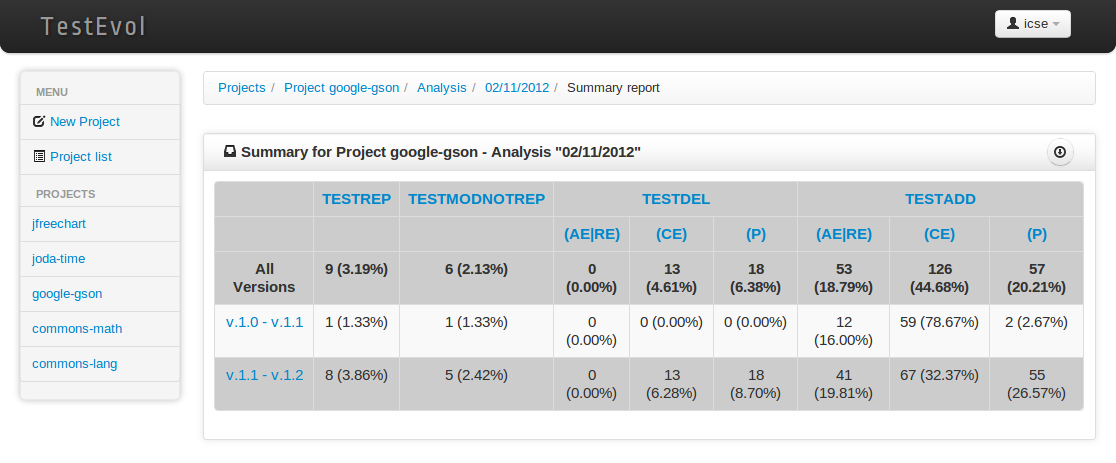 TestEvol
icse
MENU
New Project
Project list
PROJECTS
jfreechart
joda-time
google-gson
commons-math
commons-lang
Projects / Project google-gson / Analysis / 02/11/2012 / Summary report
Summary for Project google-gson - Analysis "02/11/2012"
TESTREP TESTMODNOTREP TESTDEL TESTADD
(AE|RE) (CE) (P) (AE|RE) (CE) (P)
All 9 (3.19%) 6 (2.13%) 0 13 18 53 126 57
Versions (0.00%) (4.61%) (6.38%) (18.79%) (44.68%) (20.21%)
v.1.0 - v.1.1 1 (1.33%) 1 (1.33%) 0 0 (0.00%) 0 (0.00%) 12 59 (78.67%) 2 (2.67%)
(0.00%) (16.00%)
v.1.1 - v.1.2 8 (3.86%) 5 (2.42%) 0 13 18 41 67 (32.37%) 55
(0.00%) (6.28%) (8.70%) (19.81%) (26.57%)